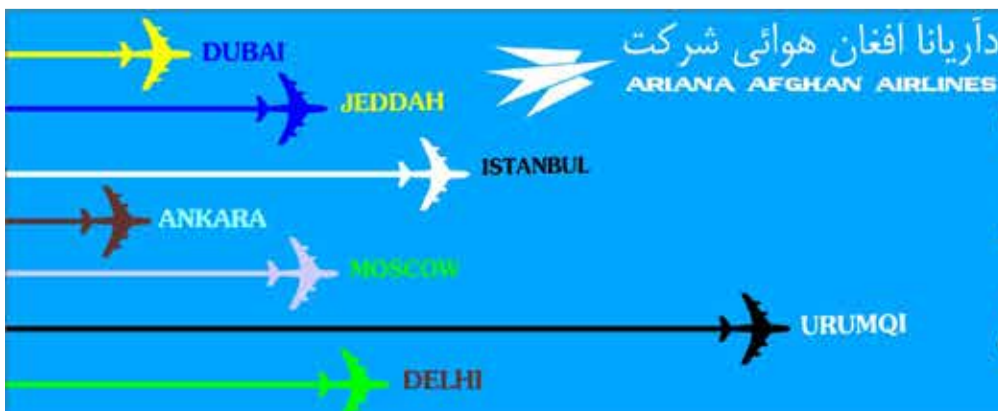 دآریانا افغان هوائی شرکت
ARIANA AFGHAN AIRLINES
DUBAI
JEDDAH
ISTANBUL
ANKARA
MOSCOW
URUMQI
DELHI